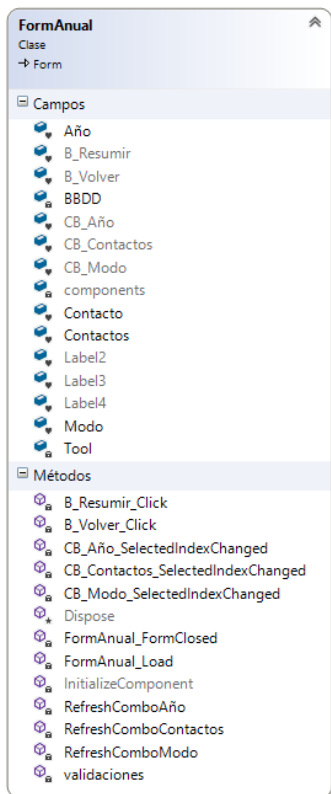 FormAnual
Clase
Form
Campos
Año
B_Resumir
B_Volver
BBDD
CB_Año
CB_Contactos
CB_Modo
components
Contacto
Contactos
Label2
Label3
Label4
Modo
Tool
Métodos
B_Resumir_Click
B_Volver_Click
CB_Año_SelectedIndexChanged
CB_Contactos_SelectedIndexChanged
CB_Modo_SelectedIndexChanged
Dispose
FormAnual_FormClosed
FormAnual_Load
InitializeComponent
RefreshComboAño
RefreshComboContactos
RefreshComboModo
validaciones